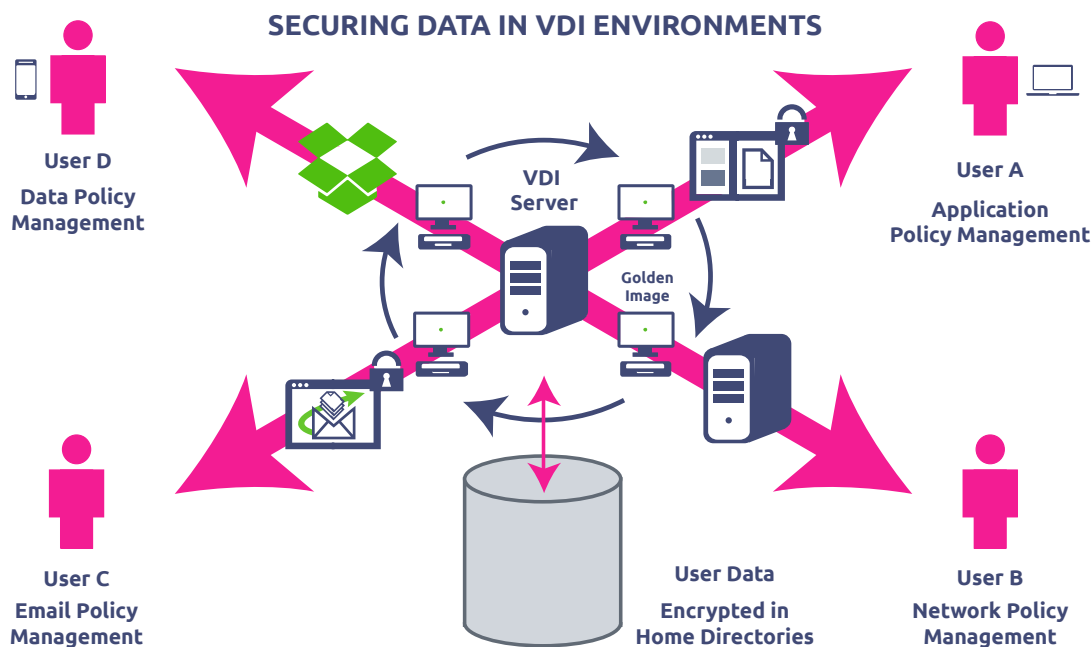 SECURING DATA IN VDI ENVIRONMENTS
User D
Data Policy
Management
VDI
Server
User A
Application
Policy Management
Golden
Image
User C
Email Policy
Management
User Data
Encrypted in
Home Directories
User B
Network Policy
Management